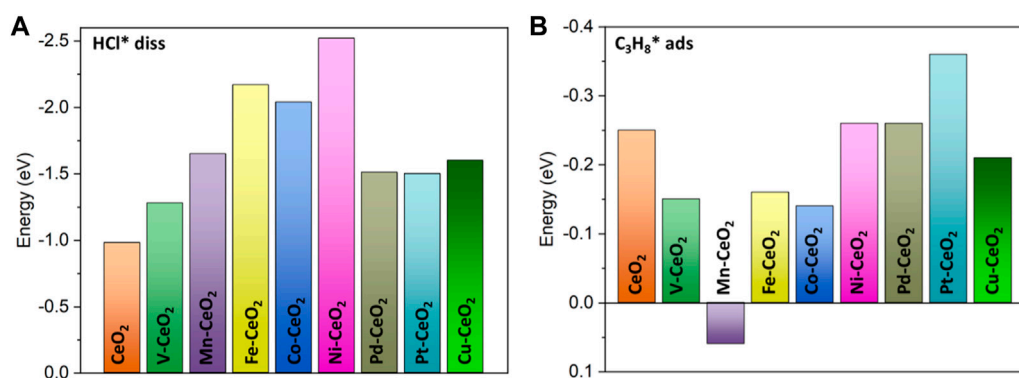 A
HCl* diss
Energy (eV)
-2.5
-2.0
-1.5
-1.0
-0.5
0.0
CeO₂
V-CeO₂
Mn-CeO₂
Fe-CeO₂
Co-CeO₂
Ni-CeO₂
Pd-CeO₂
Pt-CeO₂
Cu-CeO₂
B
C₃H₈* ads
Energy (eV)
-0.4
-0.3
-0.2
-0.1
0.0
0.1
CeO₂
V-CeO₂
Mn-CeO₂
Fe-CeO₂
Co-CeO₂
Ni-CeO₂
Pd-CeO₂
Pt-CeO₂
Cu-CeO₂